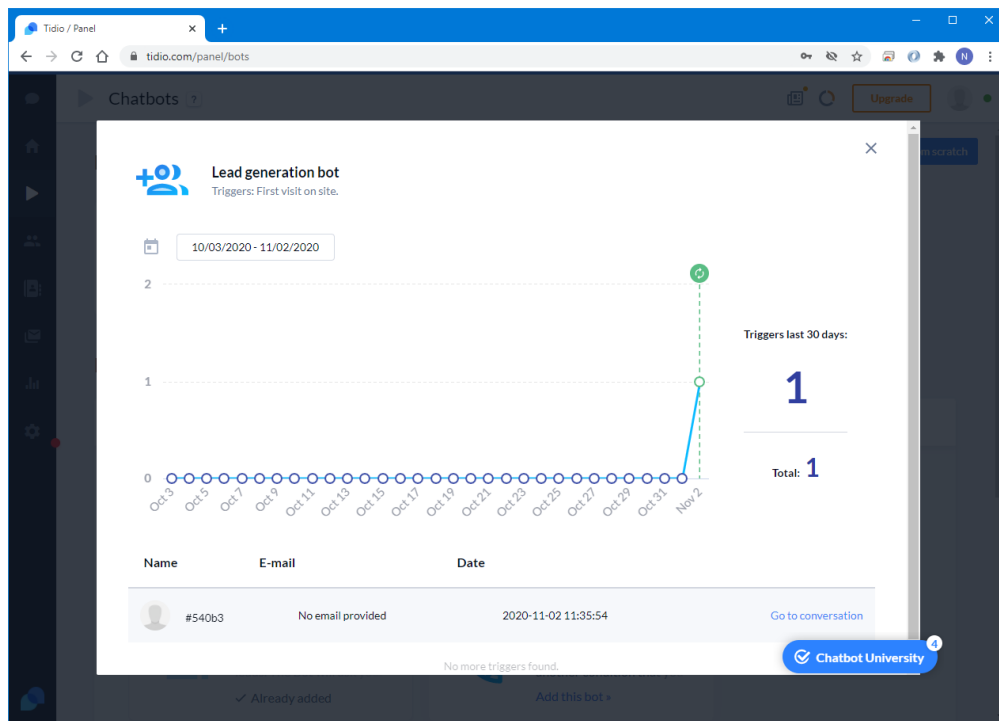 Tidio / Panel
tidio.com/panel/bots
N
Chatbots ?
Upgrade
scratch
Lead generation bot
Triggers: First visit on site.
10/03/2020 - 11/02/2020
2
1
0
Oct 3 Oct 5 Oct 7 Oct 9 Oct 11 Oct 13 Oct 15 Oct 17 Oct 19 Oct 21 Oct 23 Oct 25 Oct 27 Oct 29 Oct 31 Nov 2
Triggers last 30 days:
1
Total: 1
Name E-mail Date
#540b3 No email provided 2020-11-02 11:35:54 Go to conversation
No more triggers found.
Chatbot University 4
Already added
Add this bot »